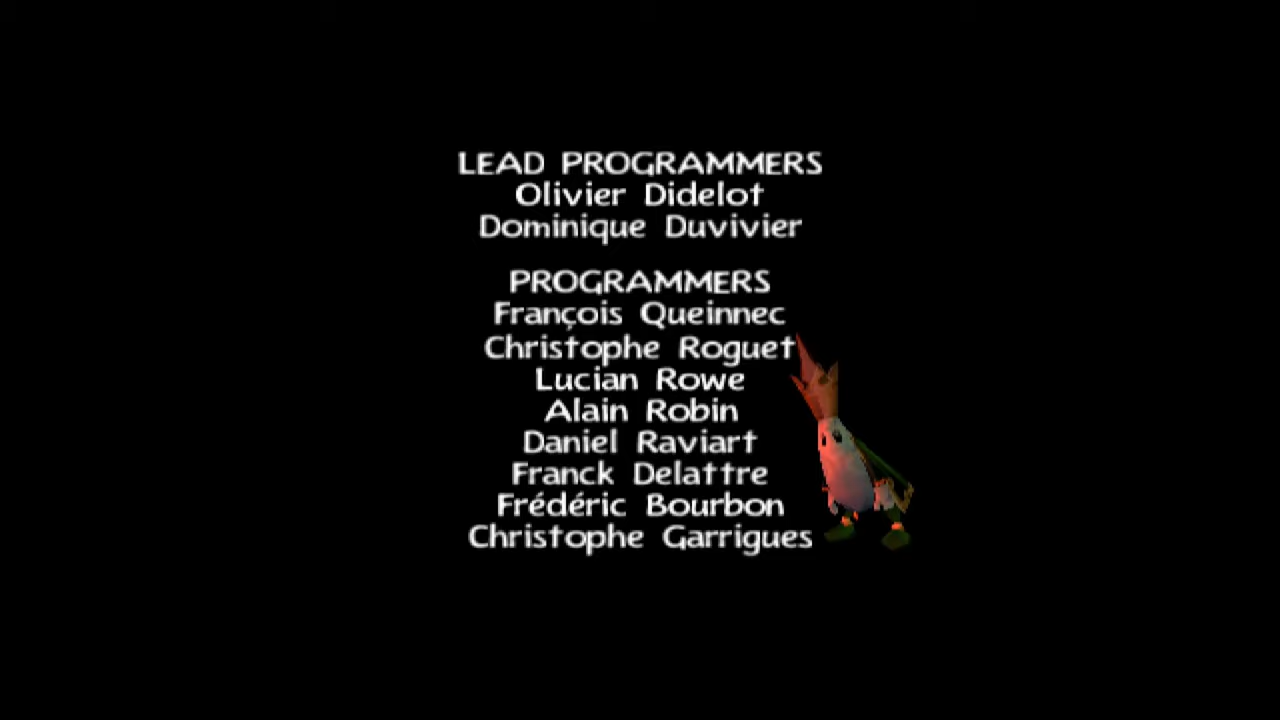 LEAD PROGRAMMERS
Olivier Didelot
Dominique Duvivier
PROGRAMMERS
François Queinnec
Christophe Roguet
Lucian Rowe
Alain Robin
Daniel Raviart
Franck Delattre
Frédéric Bourbon
Christophe Garrigues